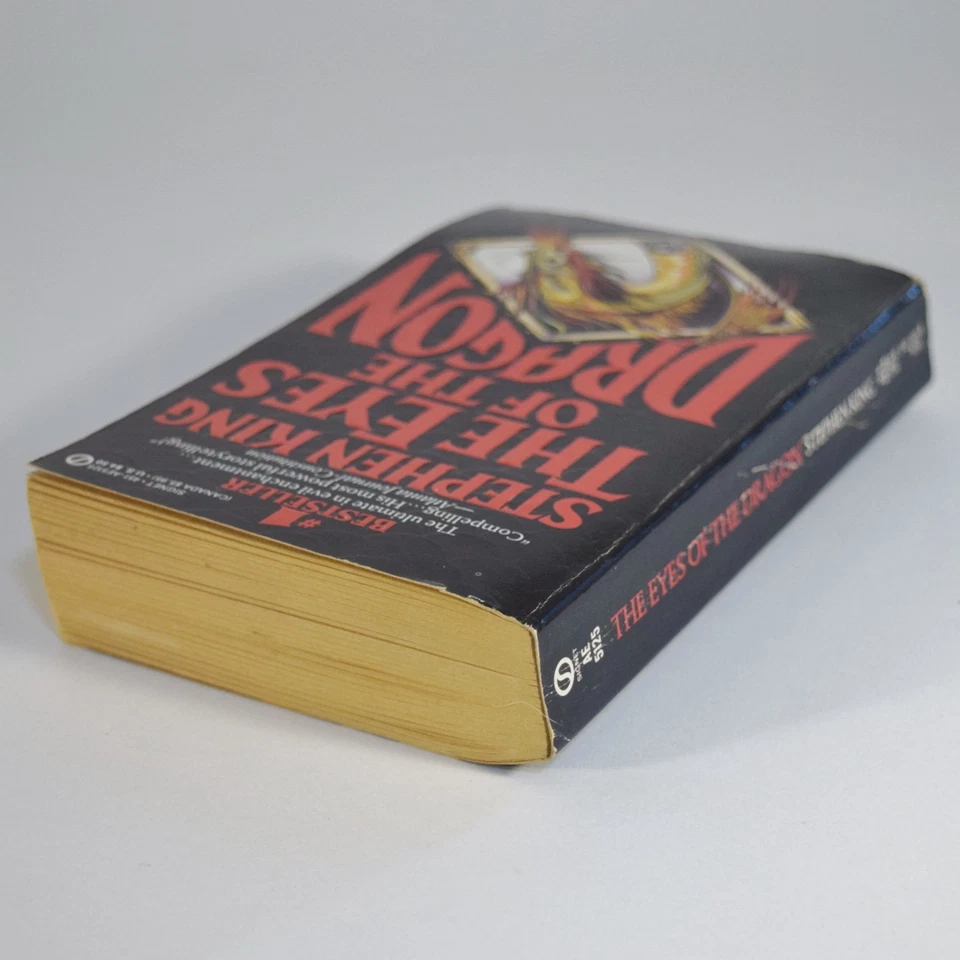 SIGNET
#1
BESTSELLER
The ultimate in evil enchantment.
"Compelling...His most powerful storytelling!"
—Atlanta Journal Constitution
STEPHEN KING
THE EYES
OF THE
DRAGON
SIGNET
AE
5125
THE EYES OF THE DRAGON STEPHEN KING